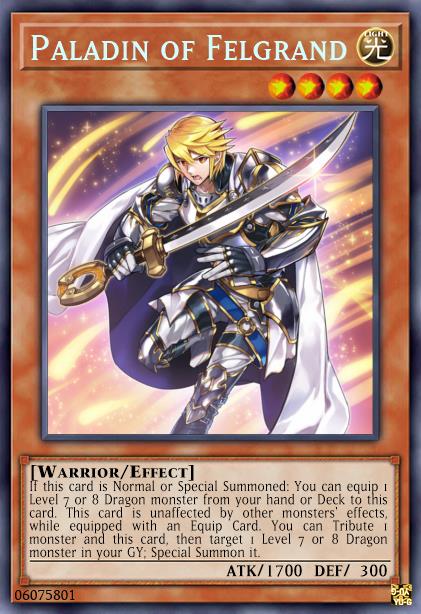 PALADIN OF FELGRAND
LIGHT
光
[WARRIOR/EFFECT]
If this card is Normal or Special Summoned: You can equip 1
Level 7 or 8 Dragon monster from your hand or Deck to this
card. This card is unaffected by other monsters' effects,
while equipped with an Equip Card. You can Tribute 1
monster and this card, then target 1 Level 7 or 8 Dragon
monster in your GY; Special Summon it.
ATK/1700 DEF/ 300
06075801